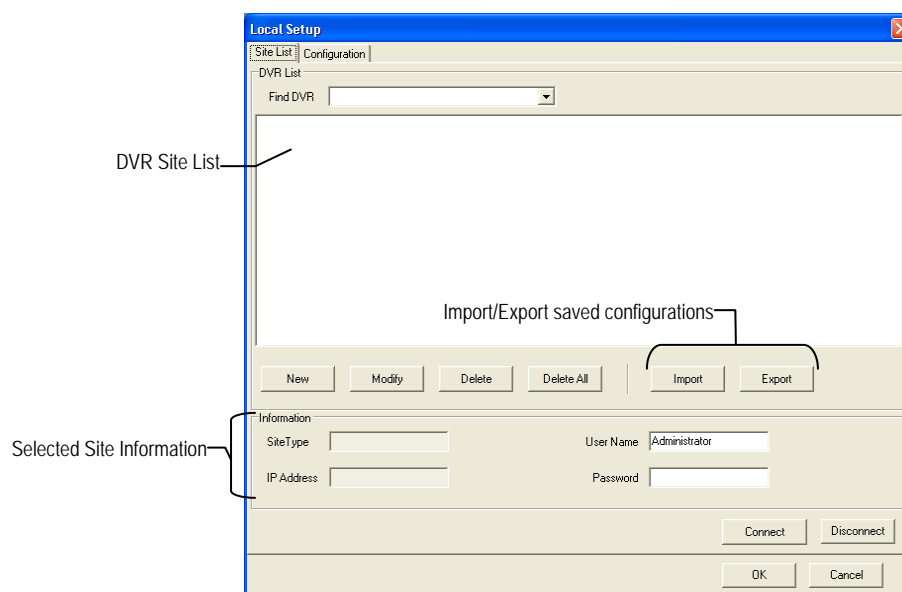 Local Setup
Site List Configuration
DVR List
Find DVR
DVR Site List
Import/Export saved configurations
New Modify Delete Delete All Import Export
Information
SiteType User Name Administrator
Selected Site Information
IP Address Password
Connect Disconnect
OK Cancel